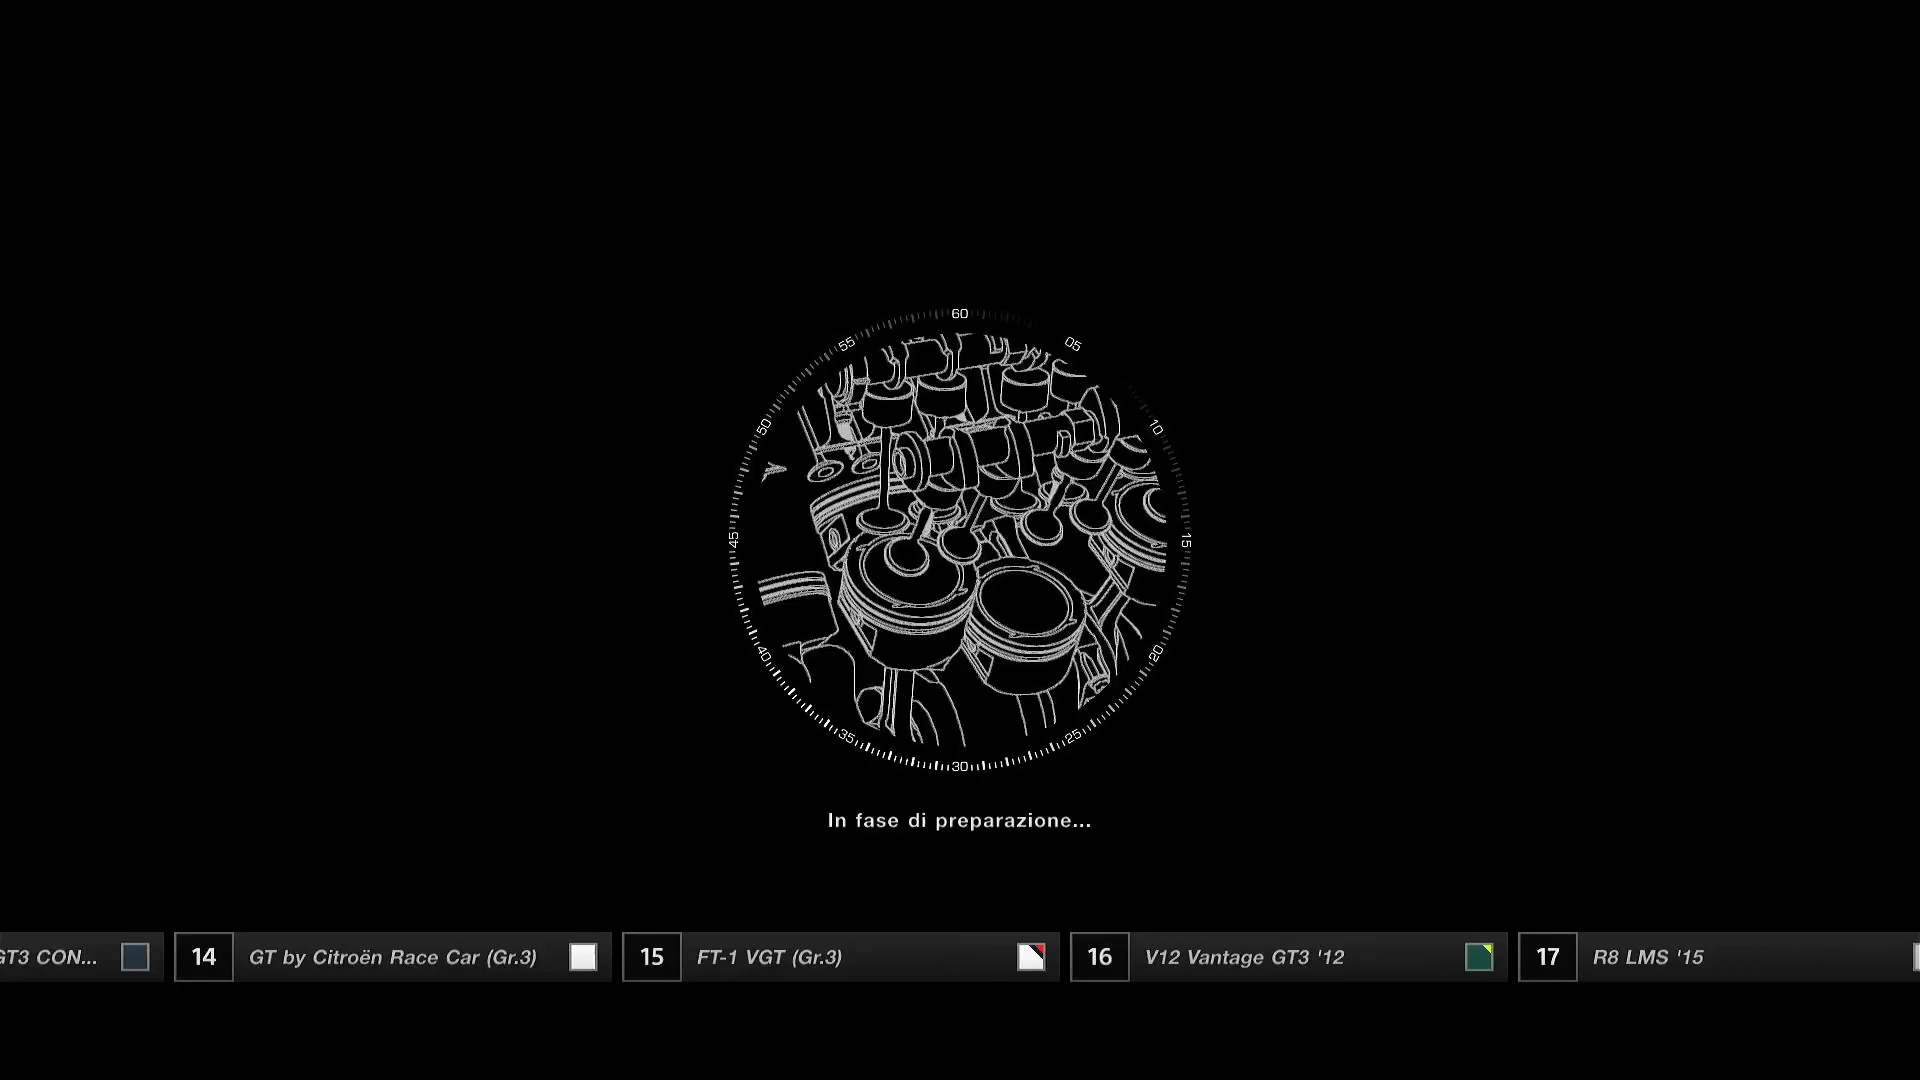 60
55
05
50
10
45
15
40
20
35
25
30
In fase di preparazione...
GT3 CON...
14 GT by Citroën Race Car (Gr.3)
15 FT-1 VGT (Gr.3)
16 V12 Vantage GT3 '12
17 R8 LMS '15